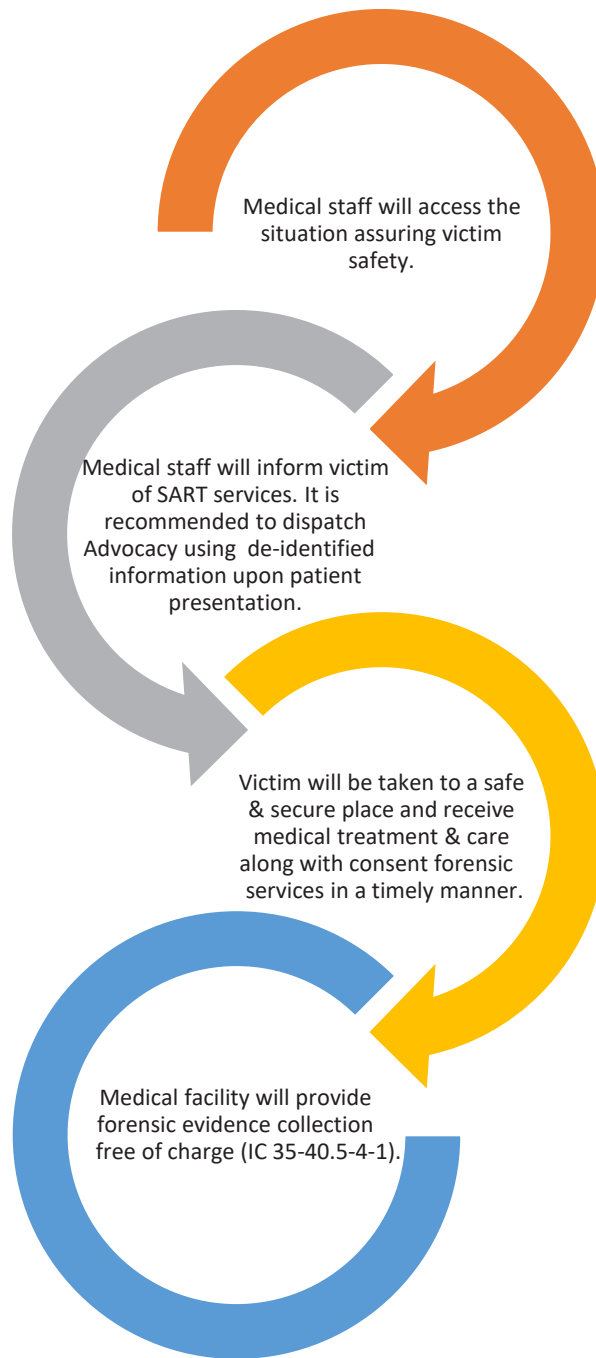 Medical staff will access the
situation assuring victim
safety.
Medical staff will inform victim
of SART services. It is
recommended to dispatch
Advocacy using de-identified
information upon patient
presentation.
Victim will be taken to a safe
& secure place and receive
medical treatment & care
along with consent forensic
services in a timely manner.
Medical facility will provide
forensic evidence collection
free of charge (IC 35-40.5-4-1).